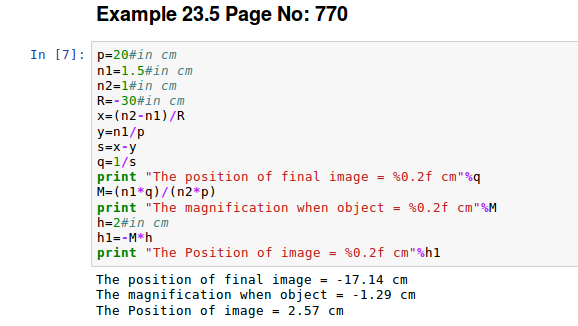 Example 23.5 Page No: 770
In [7]: p=20#in cm
n1=1.5#in cm
n2=1#in cm
R=-30#in cm
x=(n2-n1)/R
y=n1/p
s=x-y
q=1/s
print "The position of final image = %0.2f cm"%q
M=(n1*q)/(n2*p)
print "The magnification when object = %0.2f cm"%M
h=2#in cm
h1=-M*h
print "The Position of image = %0.2f cm"%h1
The position of final image = -17.14 cm
The magnification when object = -1.29 cm
The Position of image = 2.57 cm